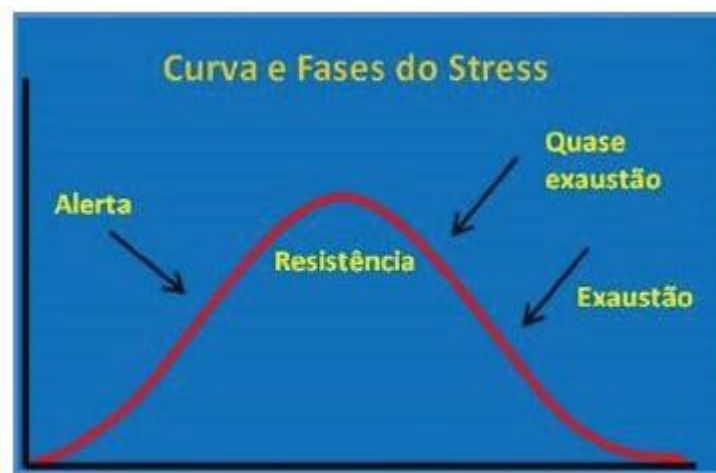 Curva e Fases do Stress
Quase
exaustão
Alerta
Resistência
Exaustão